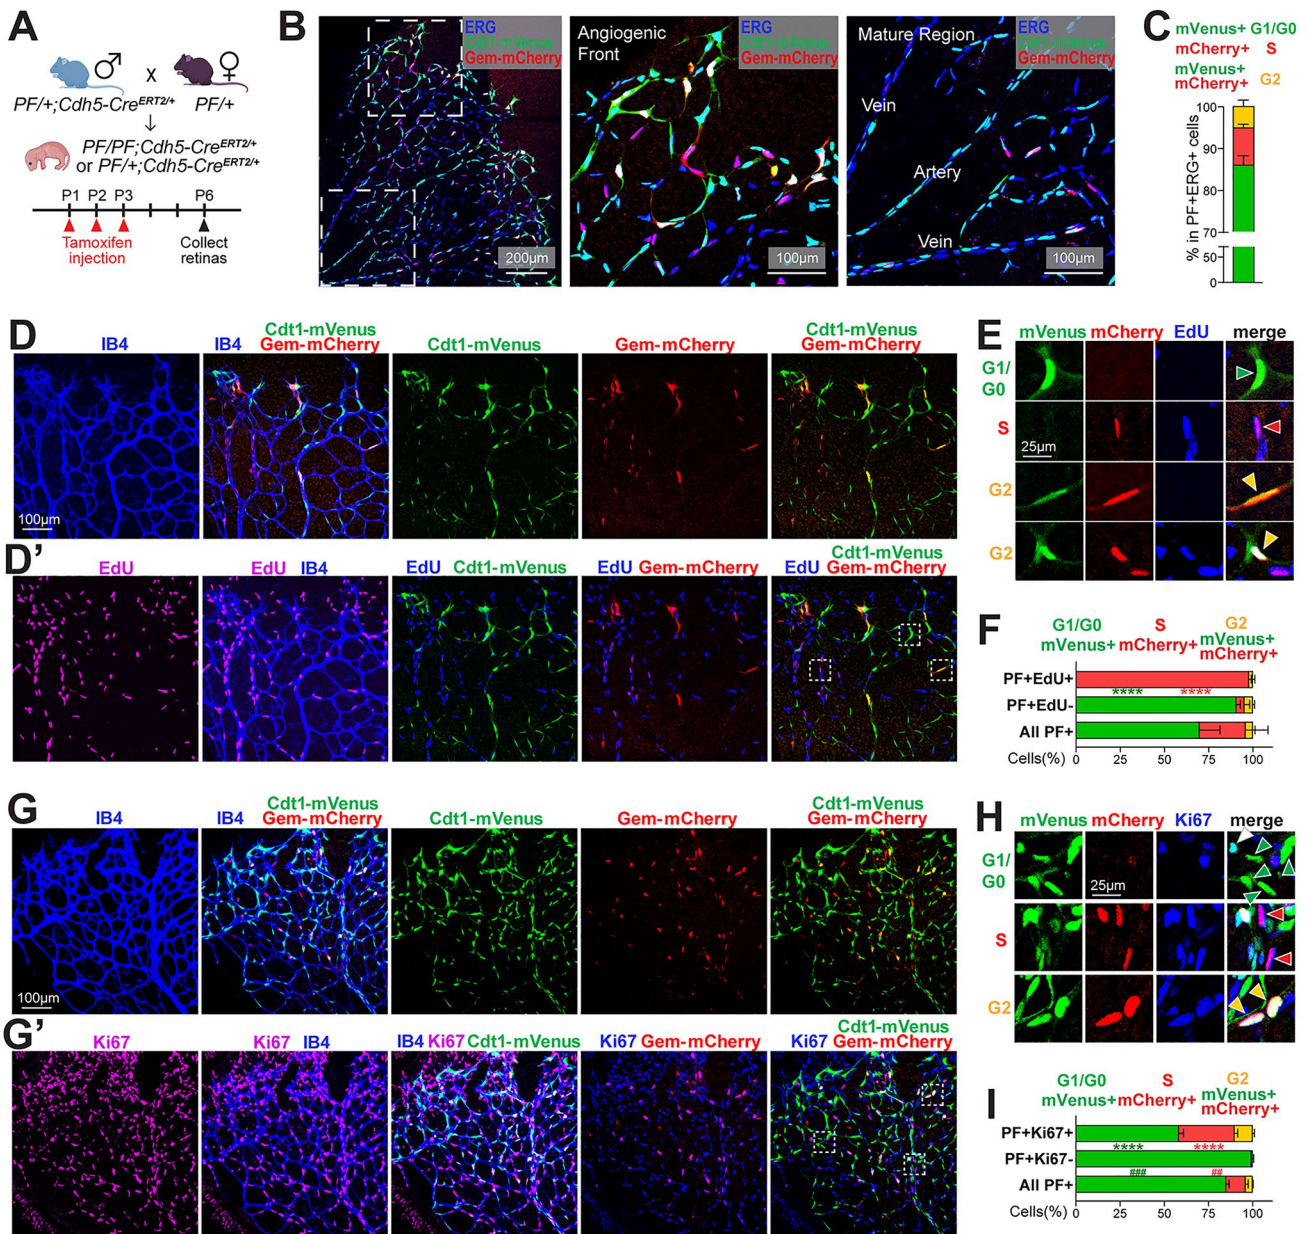 A
♂ x ♀
PF/+;Cdh5-Cre^ERT2/+ PF/+
PF/PF;Cdh5-Cre^ERT2/+
or PF/+;Cdh5-Cre^ERT2/+
P1 P2 P3 P6
Tamoxifen
injection
Collect
retinas
B
ERG
Cdt1-mVenus
Gem-mCherry
200µm
Angiogenic
Front
ERG
Cdt1-mVenus
Gem-mCherry
100µm
Mature Region
ERG
Cdt1-mVenus
Gem-mCherry
Vein
Artery
Vein
100µm
C
mVenus+ G1/G0
mCherry+ S
mVenus+
mCherry+ G2
% in PF+ERG+ cells
100
90
80
70
50
0
D
IB4
IB4 Cdt1-mVenus
Gem-mCherry
Cdt1-mVenus
Gem-mCherry
Cdt1-mVenus
Gem-mCherry
100µm
D'
EdU
EdU IB4
EdU Cdt1-mVenus
EdU Gem-mCherry
EdU Cdt1-mVenus
Gem-mCherry
E
mVenus mCherry EdU merge
G1/
G0
S
25µm
G2
G2
F
G1/G0
mVenus+
S
mCherry+
G2
mVenus+
mCherry+
PF+EdU+
**** ****
PF+EdU-
All PF+
Cells(%) 0 25 50 75 100
G
IB4
IB4 Cdt1-mVenus
Gem-mCherry
Cdt1-mVenus
Gem-mCherry
Cdt1-mVenus
Gem-mCherry
100µm
G'
Ki67
Ki67 IB4
IB4 Ki67 Cdt1-mVenus
Ki67 Gem-mCherry
Ki67 Cdt1-mVenus
Gem-mCherry
H
mVenus mCherry Ki67 merge
G1/
G0
25µm
S
G2
I
G1/G0
mVenus+
S
mCherry+
G2
mVenus+
mCherry+
PF+Ki67+
**** ****
PF+Ki67-
### ##
All PF+
Cells(%) 0 25 50 75 100